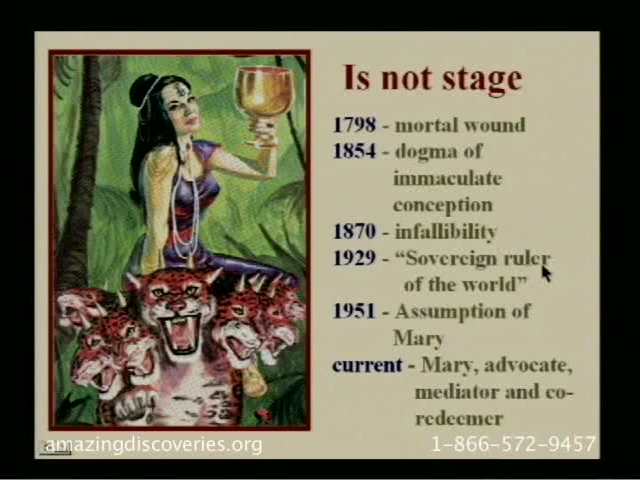 Is not stage
1798 - mortal wound
1854 - dogma of
immaculate
conception
1870 - infallibility
1929 - “Sovereign ruler
of the world”
1951 - Assumption of
Mary
current - Mary, advocate,
mediator and co-
redeemer
amazingdiscoveries.org
1-866-572-9457